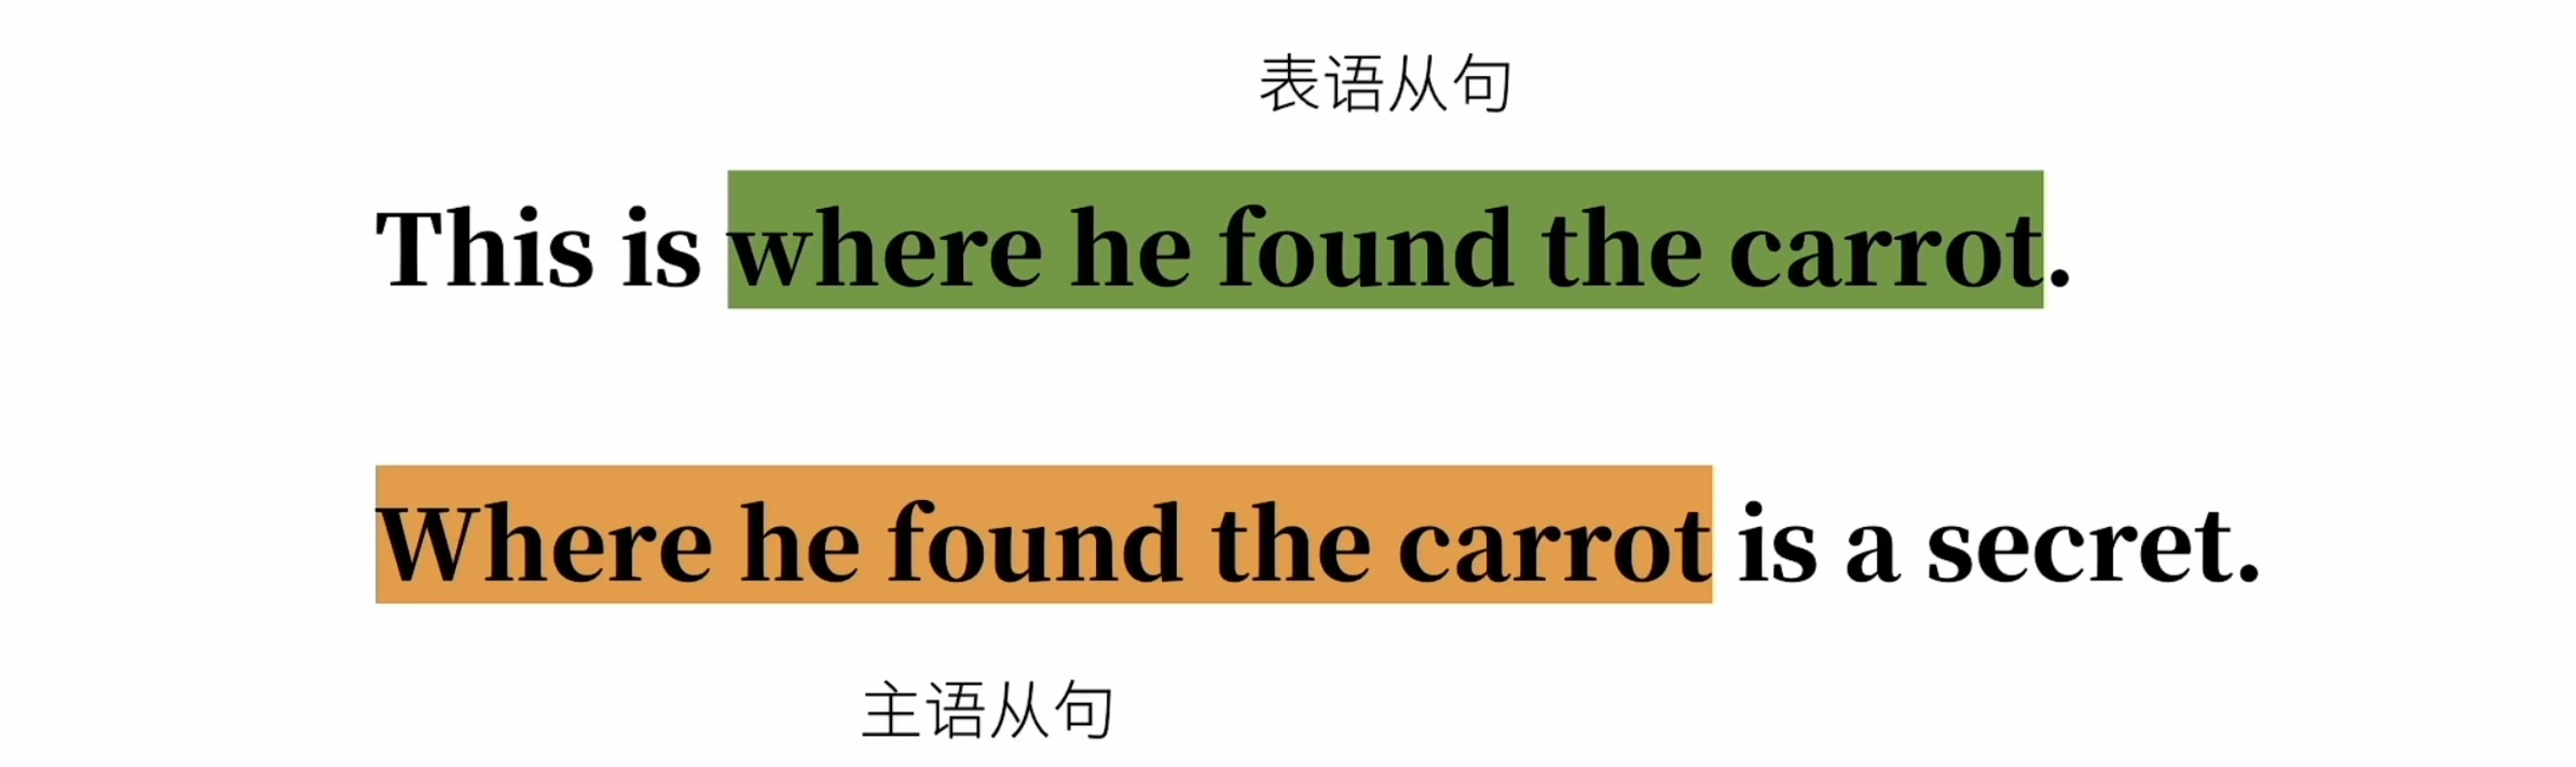 表语从句
This is where he found the carrot.
Where he found the carrot is a secret.
主语从句